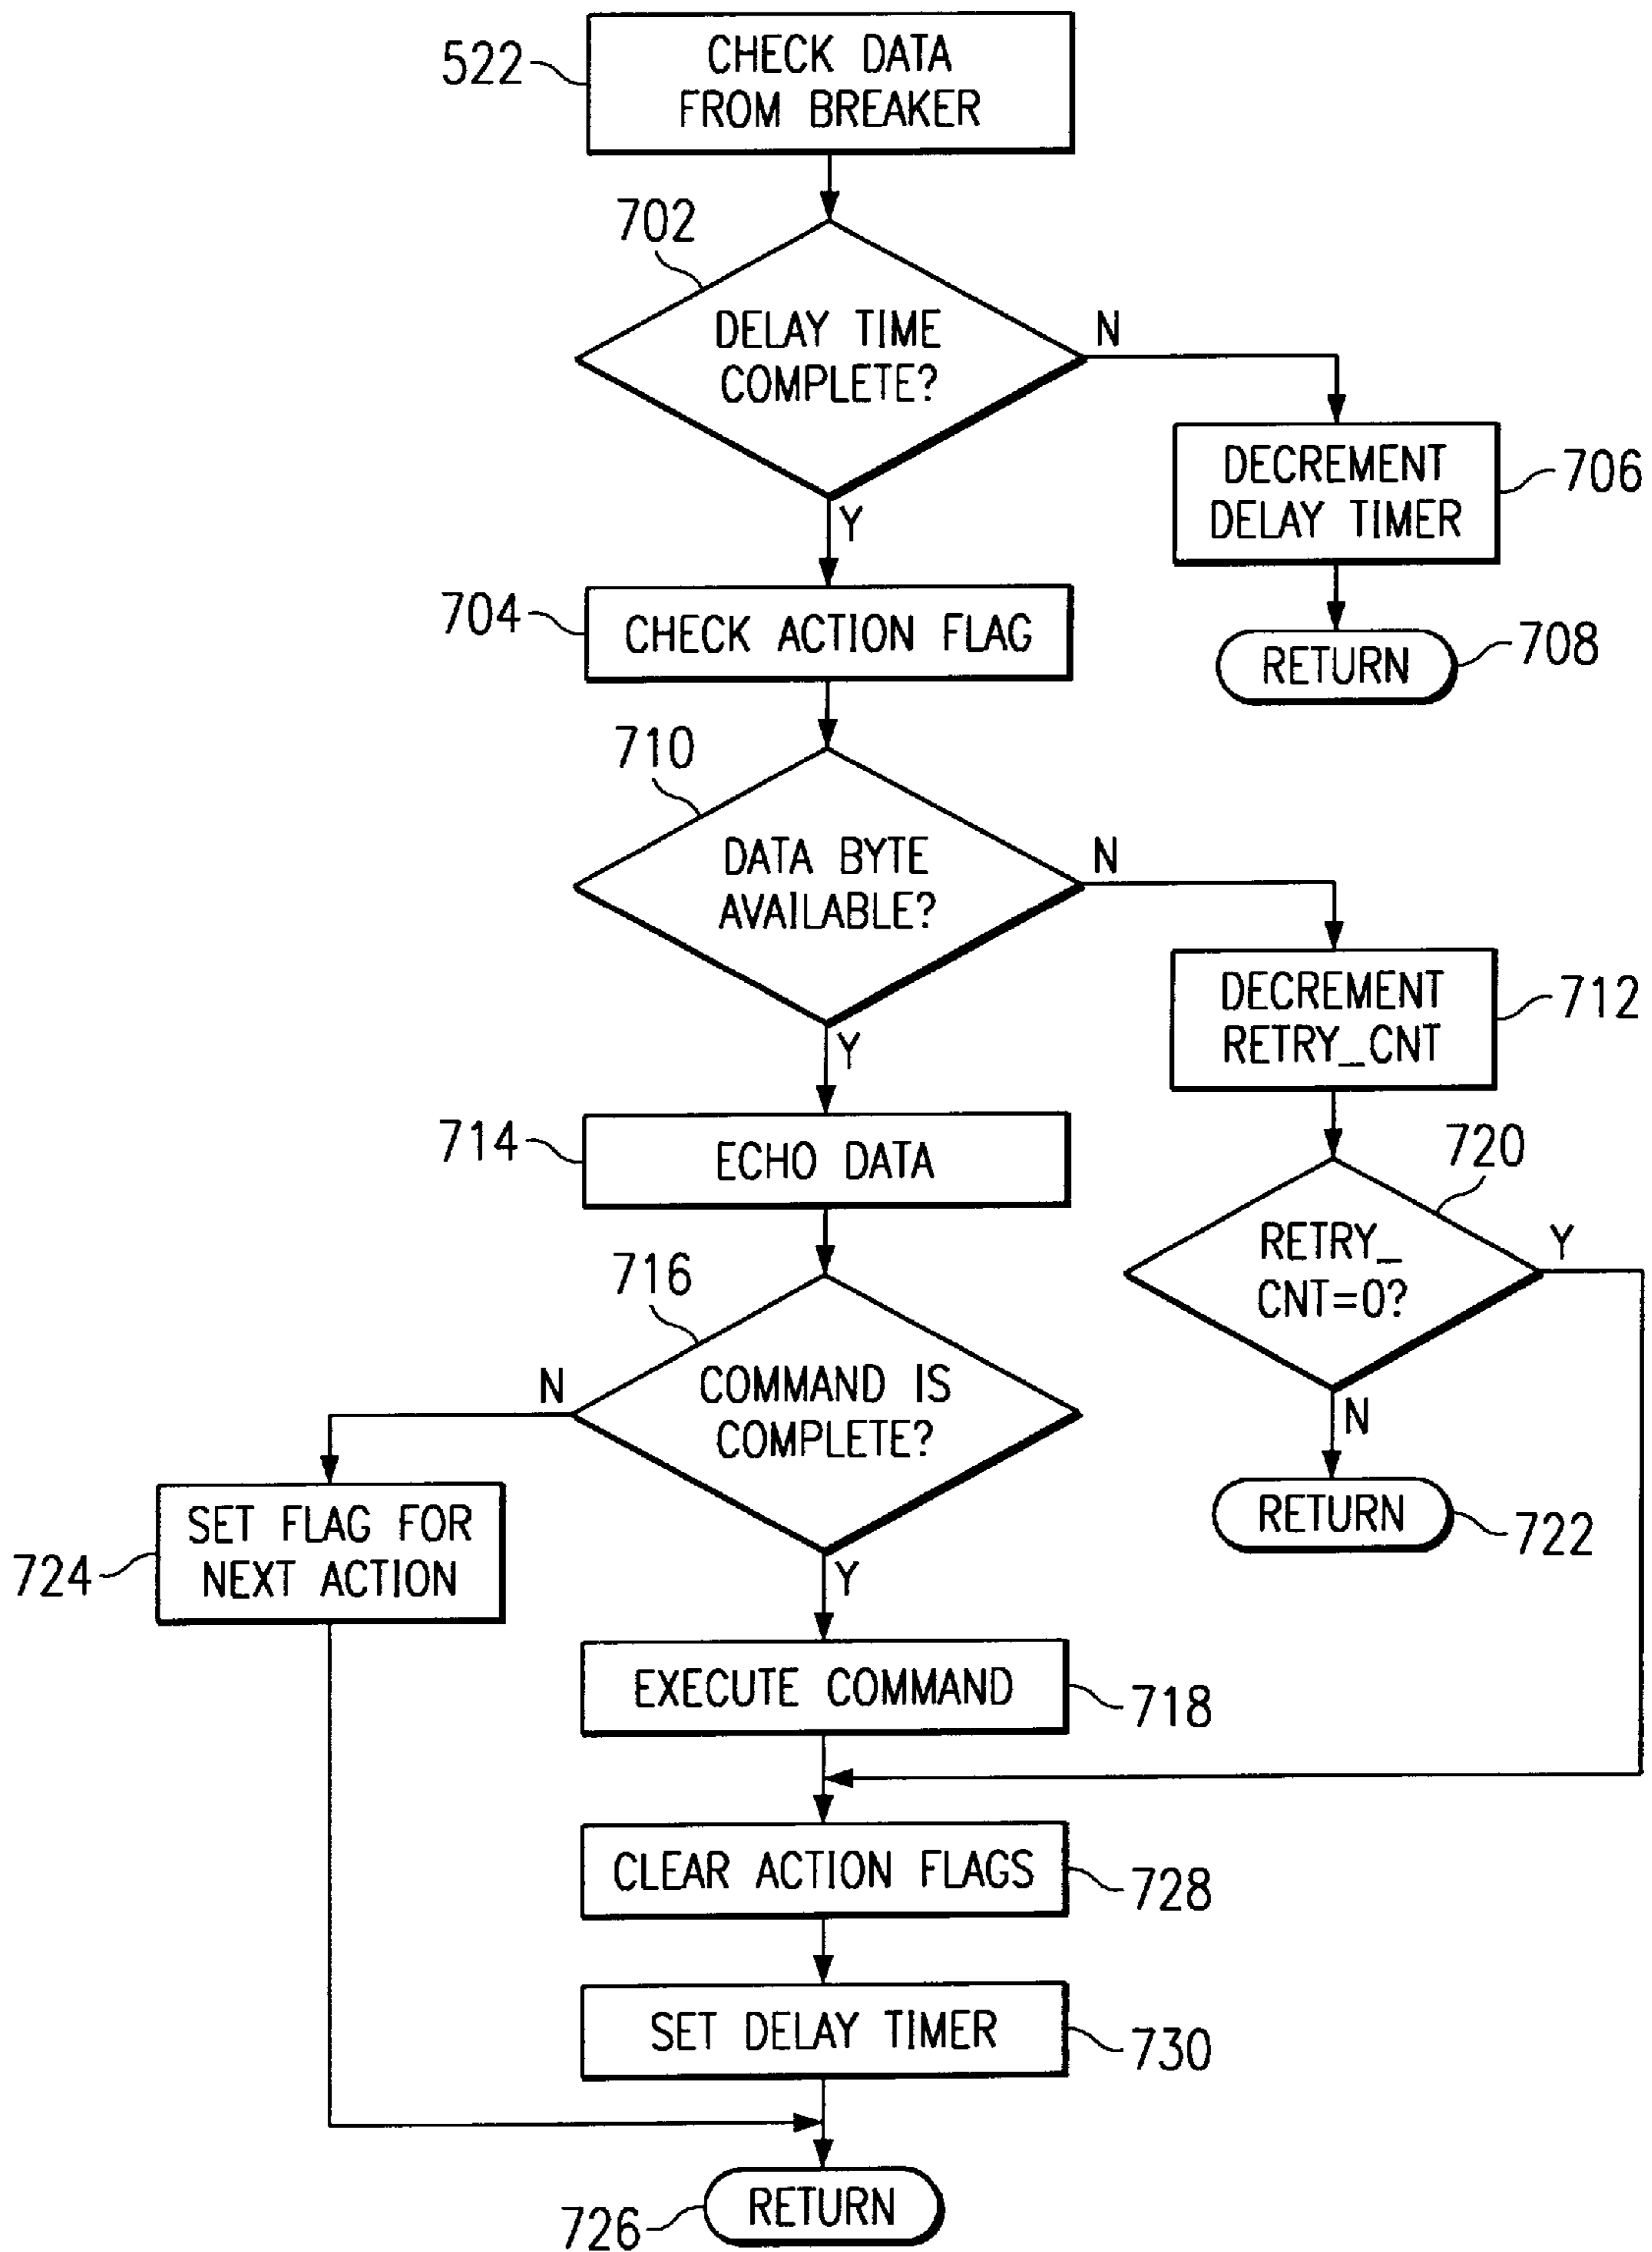 522
CHECK DATA
FROM BREAKER
702
DELAY TIME
COMPLETE?
N
Y
DECREMENT
DELAY TIMER
706
704
CHECK ACTION FLAG
RETURN
708
710
DATA BYTE
AVAILABLE?
N
Y
DECREMENT
RETRY_CNT
712
714
ECHO DATA
720
RETRY_
CNT=0?
Y
N
716
COMMAND IS
COMPLETE?
N
Y
RETURN
722
724
SET FLAG FOR
NEXT ACTION
EXECUTE COMMAND
718
CLEAR ACTION FLAGS
728
SET DELAY TIMER
730
RETURN
726